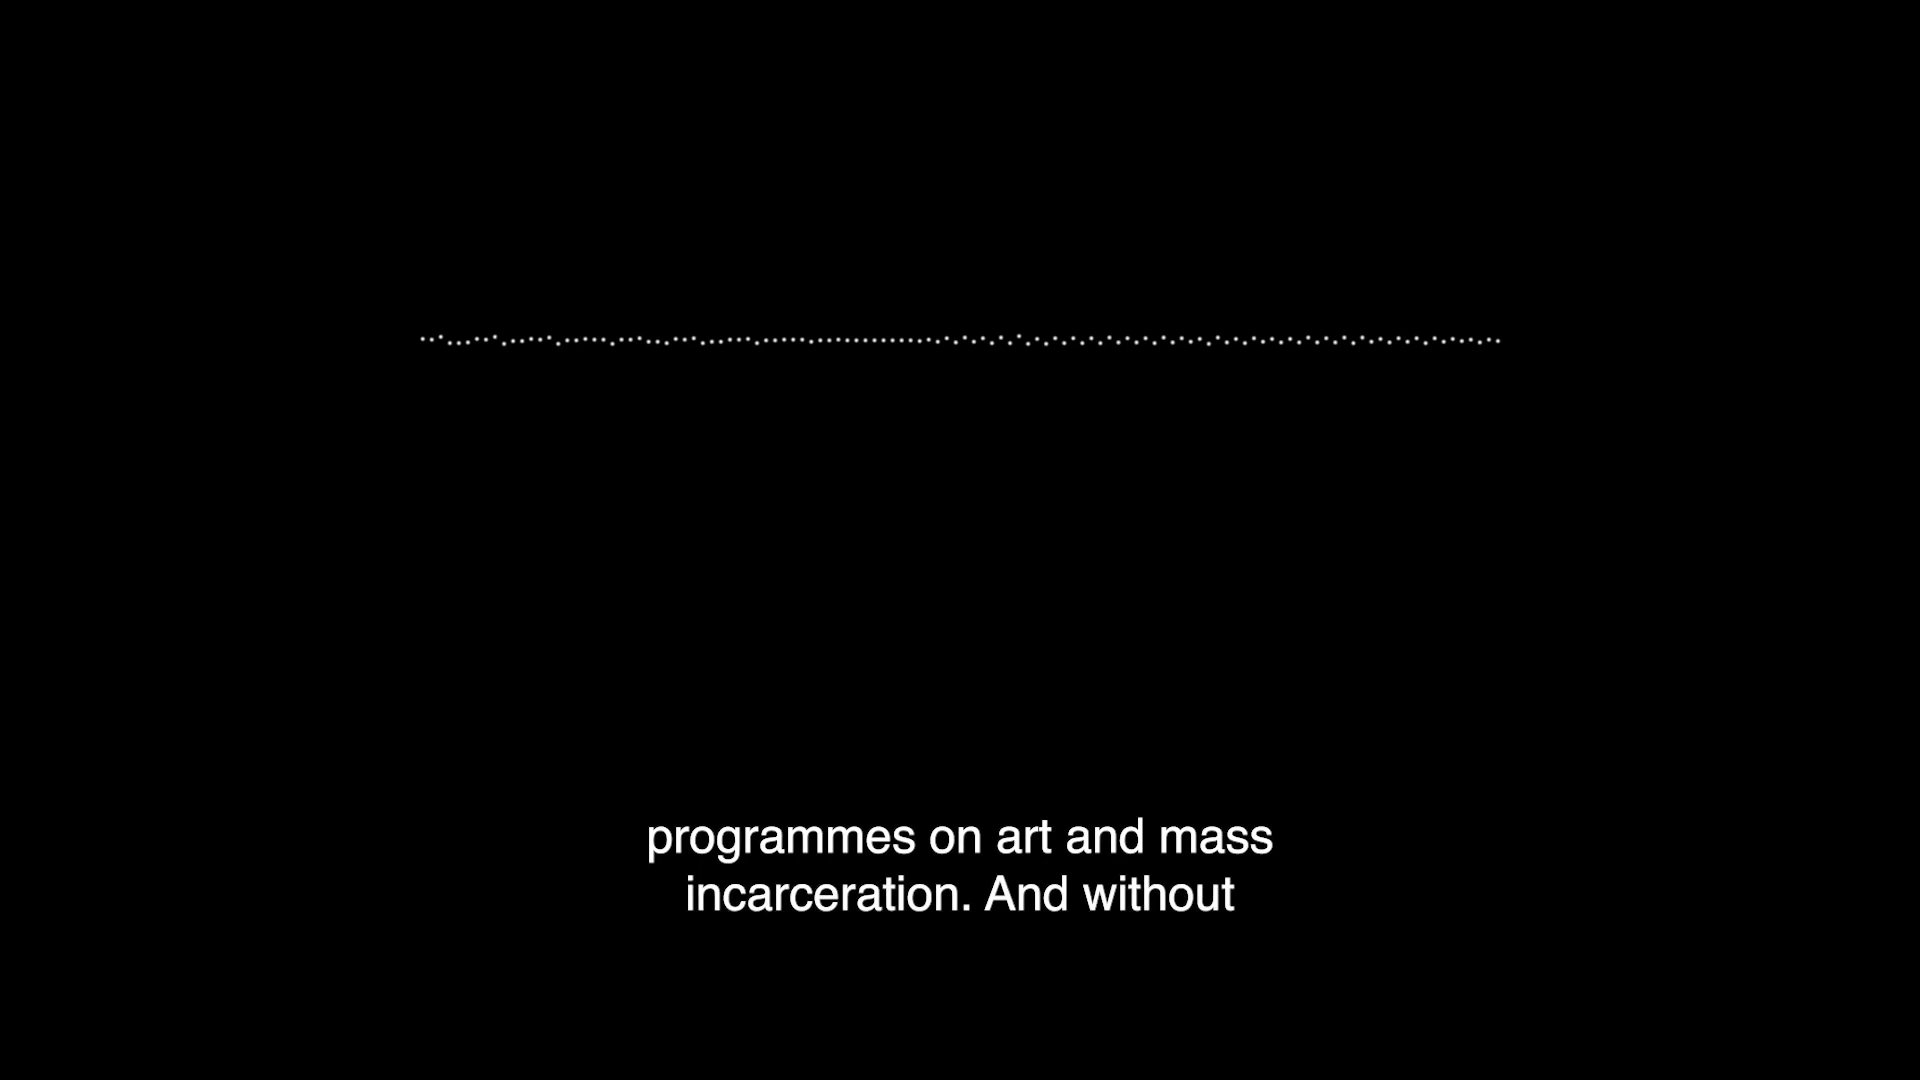 programmes on art and mass
incarceration. And without